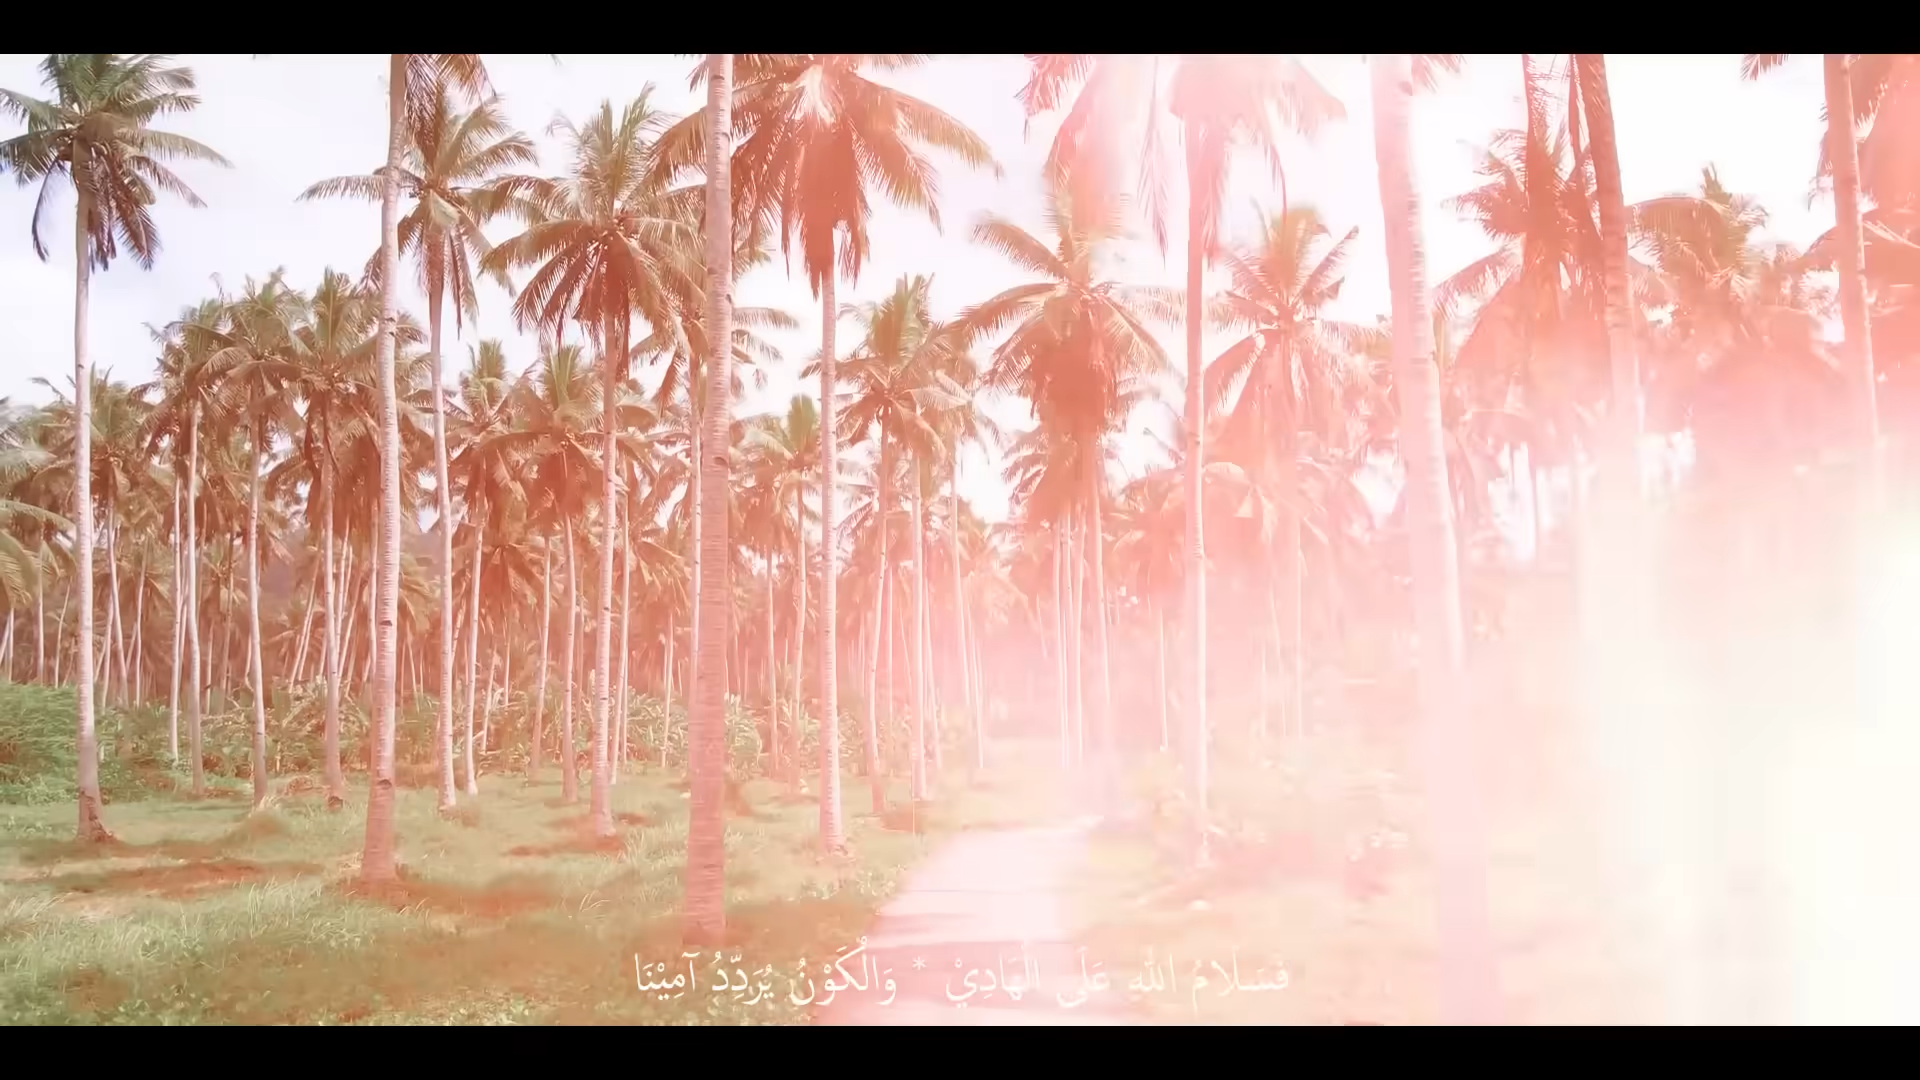 فَسَلَامُ اللهِ عَلَى الْهَادِيْ * وَالْكَوْنُ يُرَدِّدُ آمِيْنَا